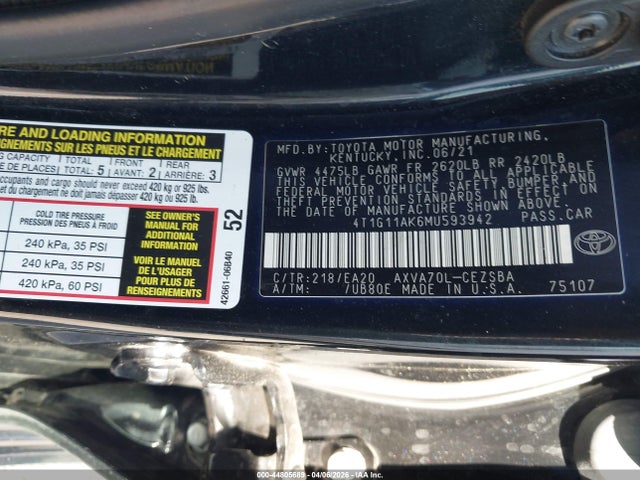 RE AND LOADING INFORMATION
IGNEMENTS SUR LES PNEUS ET LE CHARGEMENT
G CAPACITY TOTAL 5 FRONT 2 REAR 3
E DE PLACES: TOTAL: AVANT: ARRIÈRE:
occupants and cargo should never exceed 420 kg or 925 lbs.
et du chargement ne doit jamais dépasser 420 kg ou 925 lb.
COLD TIRE PRESSURE
PRESSION DES PNEUS À FROID
240 kPa, 35 PSI
240 kPa, 35 PSI
420 kPa, 60 PSI
SEE OWNER'S
MANUAL FOR
ADDITIONAL
INFORMATION
VOIR LE MANUEL
DE L'USAGER
POUR PLUS DE
RENSEIGNEMENTS
52
42661-06B40
MFD.BY:TOYOTA MOTOR MANUFACTURING,
KENTUCKY,INC.06/21
GVWR 4475LB GAWR FR 2620LB RR 2420LB
THIS VEHICLE CONFORMS TO ALL APPLICABLE
FEDERAL MOTOR VEHICLE SAFETY, BUMPER AND
THEFT PREVENTION STANDARDS IN EFFECT ON
THE DATE OF MANUFACTURE SHOWN ABOVE.
4T1G11AK6MU593942 PASS.CAR
C/TR:218/EA20 AXVA70L-CEZSBA
A/TM: /UB80E MADE IN U.S.A. 75107
TOYOTA
000-44805689 - 04/06/2026 - IAAI.COM